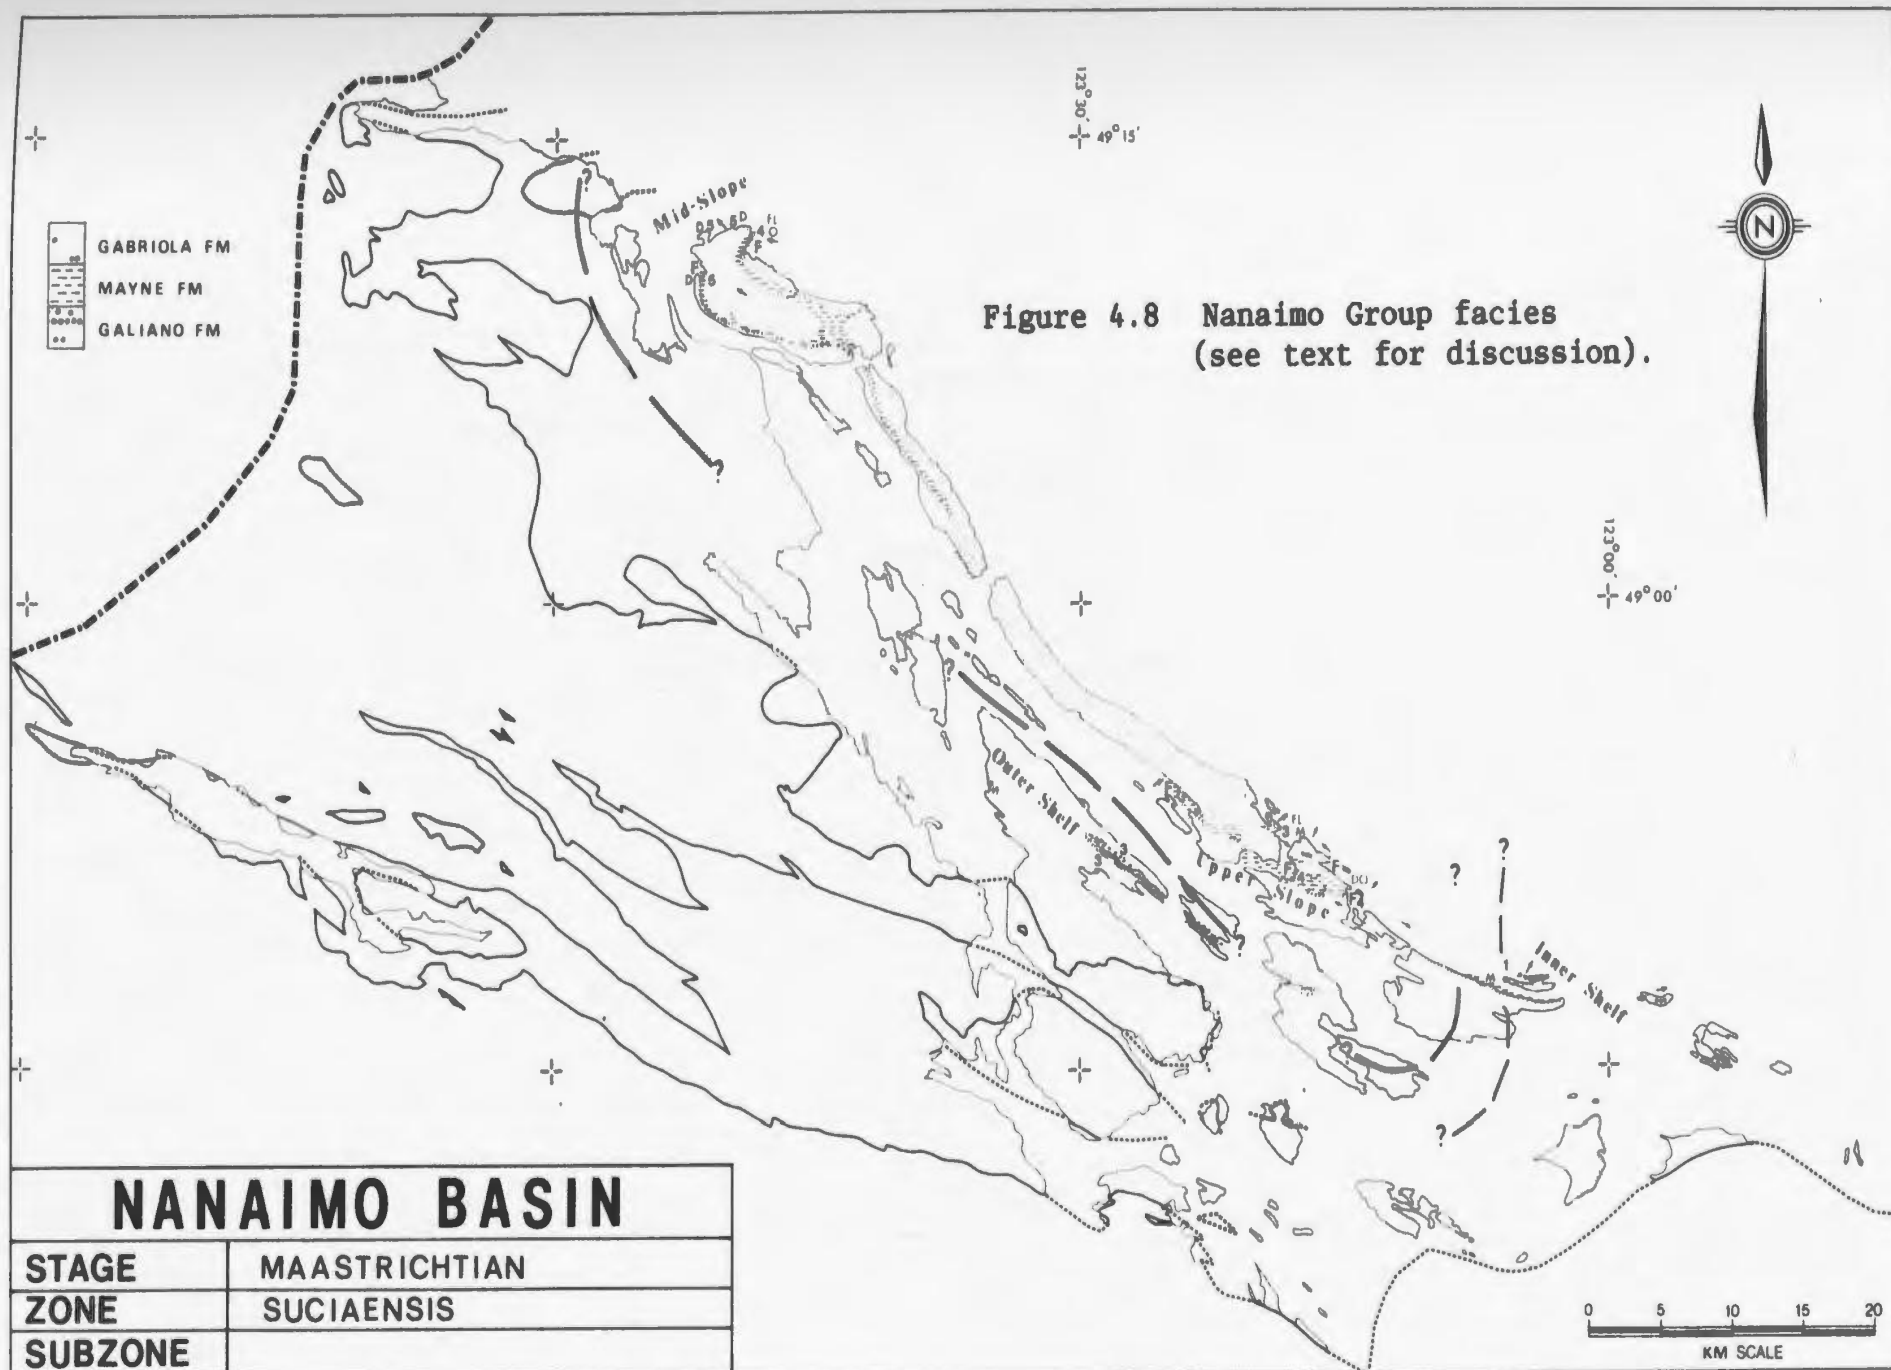 123°30'
49°15'
GABRIOLA FM
MAYNE FM
GALIANO FM
Mid-Slope
?
N
Figure 4.8 Nanaimo Group facies
(see text for discussion).
?
123°00'
49°00'
?
Outer Shelf
Upper
Slope
?
?
?
Inner
Shelf
?
NANAIMO BASIN
STAGE MAASTRICHTIAN
ZONE SUCIAENSIS
SUBZONE
0 5 10 15 20
KM SCALE